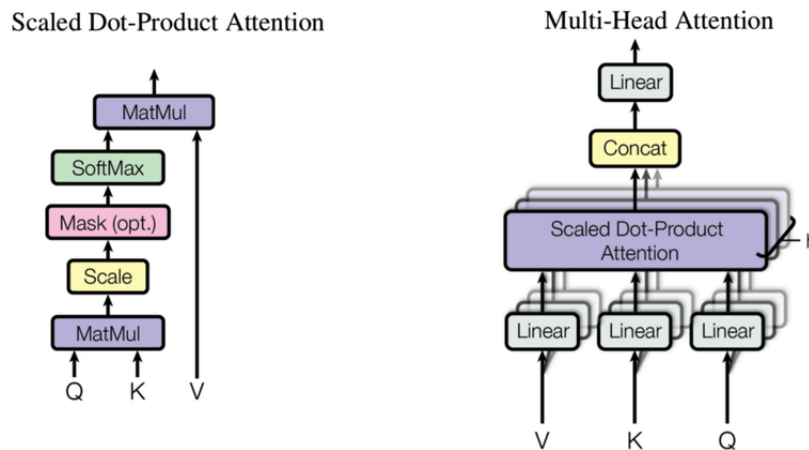 Scaled Dot-Product Attention
MatMul
SoftMax
Mask (opt.)
Scale
MatMul
Q K V
Multi-Head Attention
Linear
Concat
Scaled Dot-Product
Attention
Linear Linear Linear
V K Q